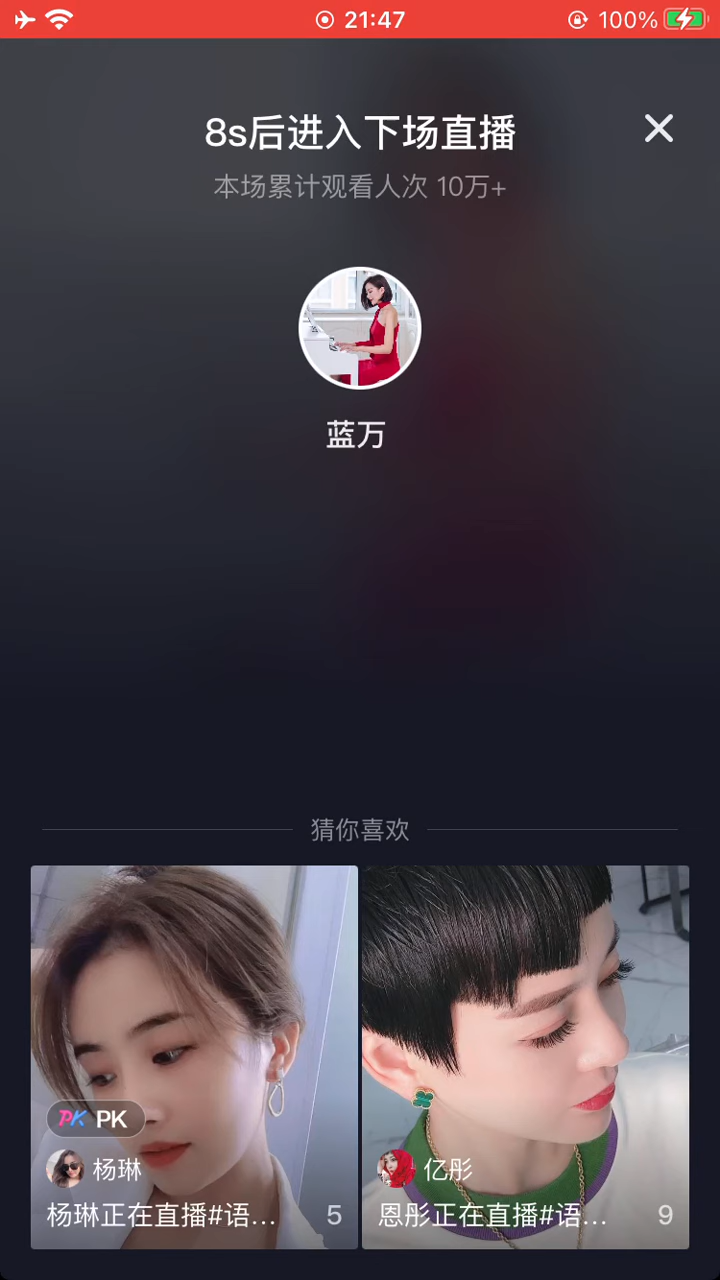 21:47
100%
8s后进入下场直播
本场累计观看人次 10万+
蓝万
猜你喜欢
PK PK
杨琳
杨琳正在直播#语... 5
亿彤
恩彤正在直播#语... 9